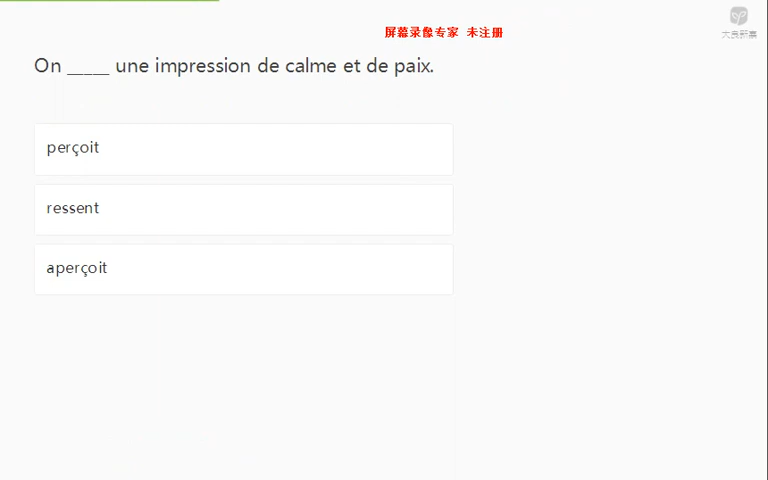 屏幕录像专家 未注册
On _____ une impression de calme et de paix.
perçoit
ressent
aperçoit